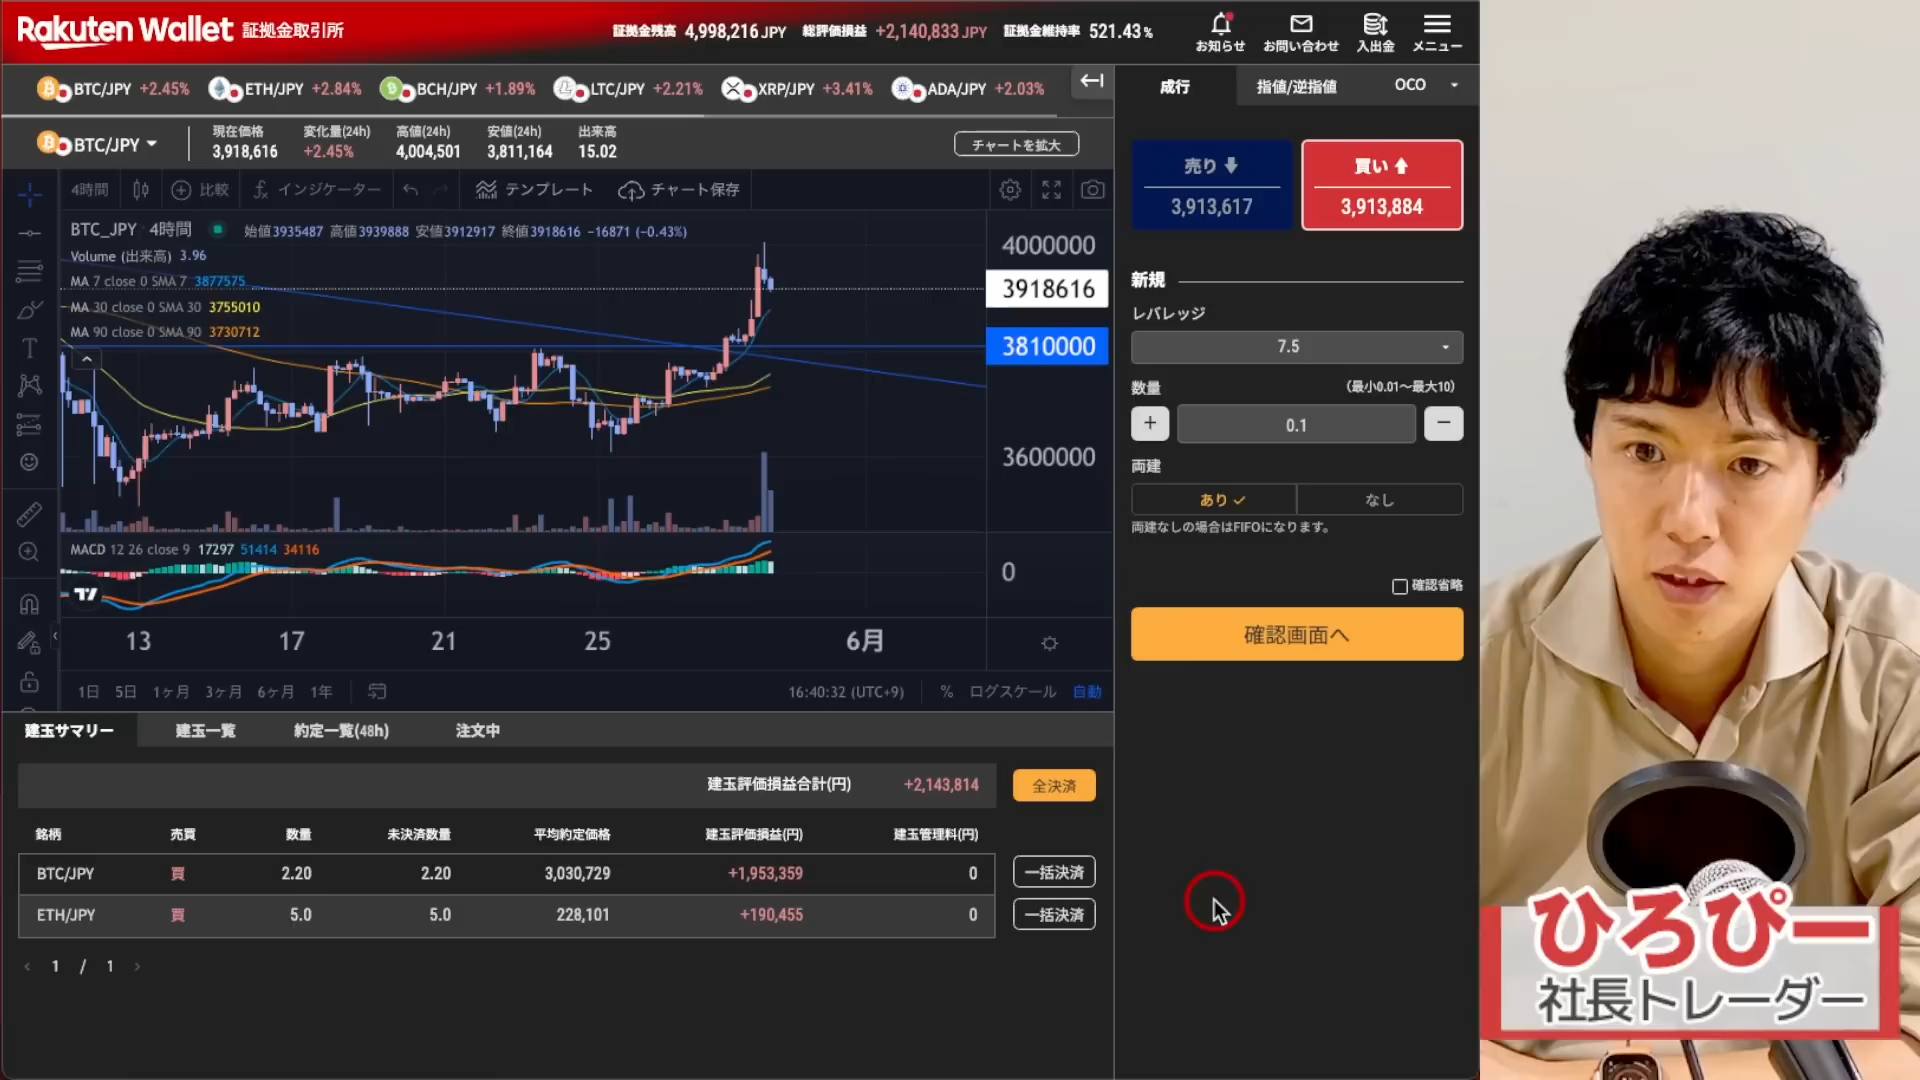 Rakuten Wallet 証拠金取引所
証拠金残高 4,998,216 JPY 総評価損益 +2,140,833 JPY 証拠金維持率 521.43 %
お知らせ お問い合わせ 入出金 メニュー
BTC/JPY +2.45% ETH/JPY +2.84% BCH/JPY +1.89% LTC/JPY +2.21% XRP/JPY +3.41% ADA/JPY +2.03%
BTC/JPY
現在価格 変化量(24h) 高値(24h) 安値(24h) 出来高
3,918,616 +2.45% 4,004,501 3,811,164 15.02
チャートを拡大
4時間 比較 インジケーター テンプレート チャート保存
BTC_JPY 4時間 始値3935487 高値3939888 安値3912917 終値3918616 −16871 (−0.43%)
Volume (出来高) 3.96
MA 7 close 0 SMA 7 3877575
MA 30 close 0 SMA 30 3755010
MA 90 close 0 SMA 90 3730712
4000000
3918616
3810000
3600000
MACD 12 26 close 9 17297 51414 34116
0
13 17 21 25 6月
1日 5日 1ヶ月 3ヶ月 6ヶ月 1年 16:40:32 (UTC+9) % ログスケール 自動
成行 指値/逆指値 OCO
売り 買い
3,913,617 3,913,884
新規
レバレッジ
7.5
数量 (最小0.01〜最大10)
+ 0.1 −
両建
あり なし
両建なしの場合はFIFOになります。
確認省略
確認画面へ
建玉サマリー 建玉一覧 約定一覧(48h) 注文中
建玉評価損益合計(円) +2,143,814 全決済
銘柄 売買 数量 未決済数量 平均約定価格 建玉評価損益(円) 建玉管理料(円)
BTC/JPY 買 2.20 2.20 3,030,729 +1,953,359 0 一括決済
ETH/JPY 買 5.0 5.0 228,101 +190,455 0 一括決済
1 / 1
ひろぴー
社長トレーダー